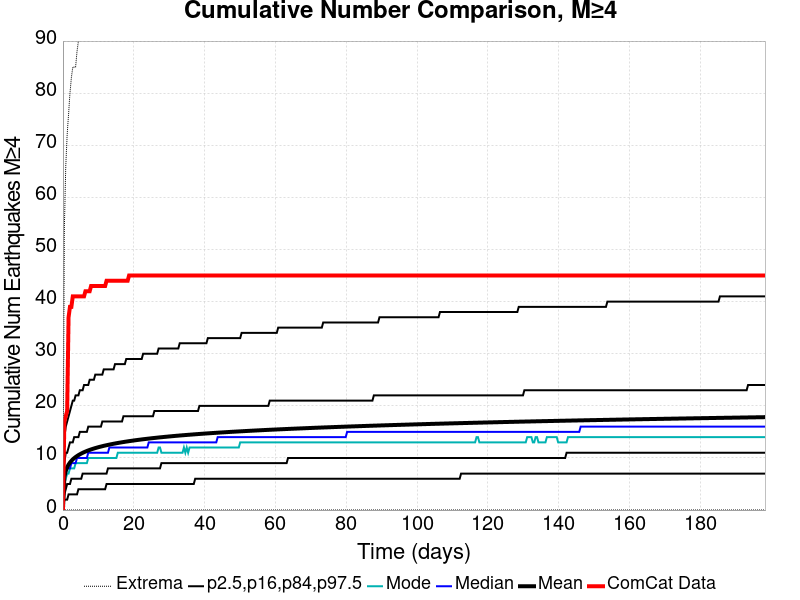 Cumulative Number Comparison, M≥4
Cumulative Num Earthquakes M≥4
90
80
70
60
50
40
30
20
10
0
0 20 40 60 80 100 120 140 160 180
Time (days)
Extrema p2.5,p16,p84,p97.5 Mode Median Mean ComCat Data